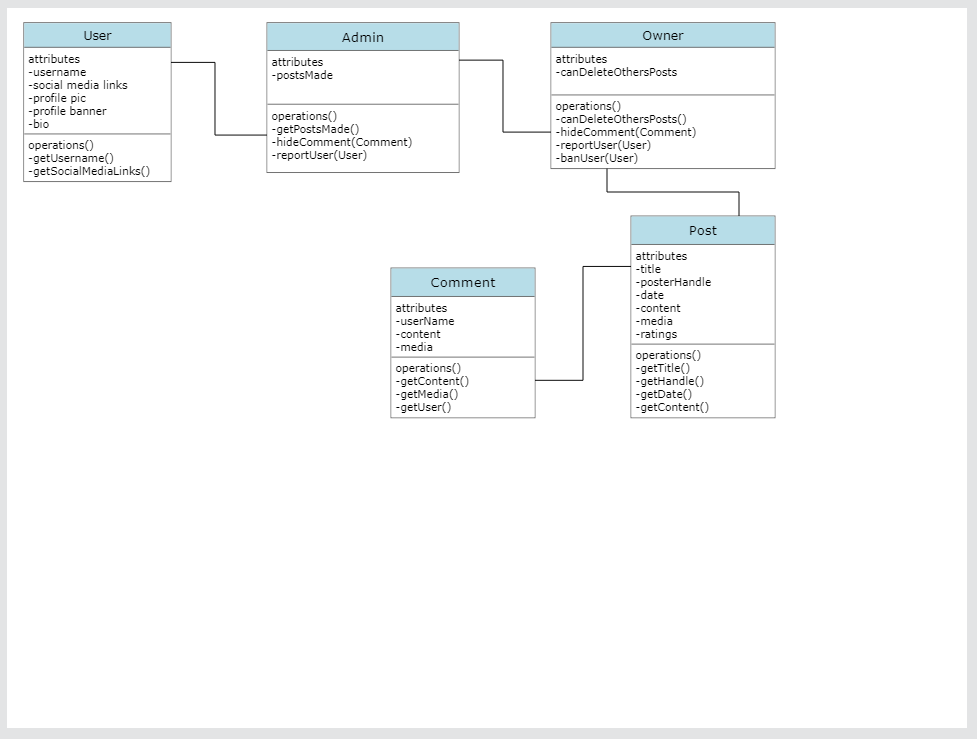 User
attributes
-username
-social media links
-profile pic
-profile banner
-bio
operations()
-getUsername()
-getSocialMediaLinks()
Admin
attributes
-postsMade
operations()
-getPostsMade()
-hideComment(Comment)
-reportUser(User)
Owner
attributes
-canDeleteOthersPosts
operations()
-canDeleteOthersPosts()
-hideComment(Comment)
-reportUser(User)
-banUser(User)
Comment
attributes
-userName
-content
-media
operations()
-getContent()
-getMedia()
-getUser()
Post
attributes
-title
-posterHandle
-date
-content
-media
-ratings
operations()
-getTitle()
-getHandle()
-getDate()
-getContent()